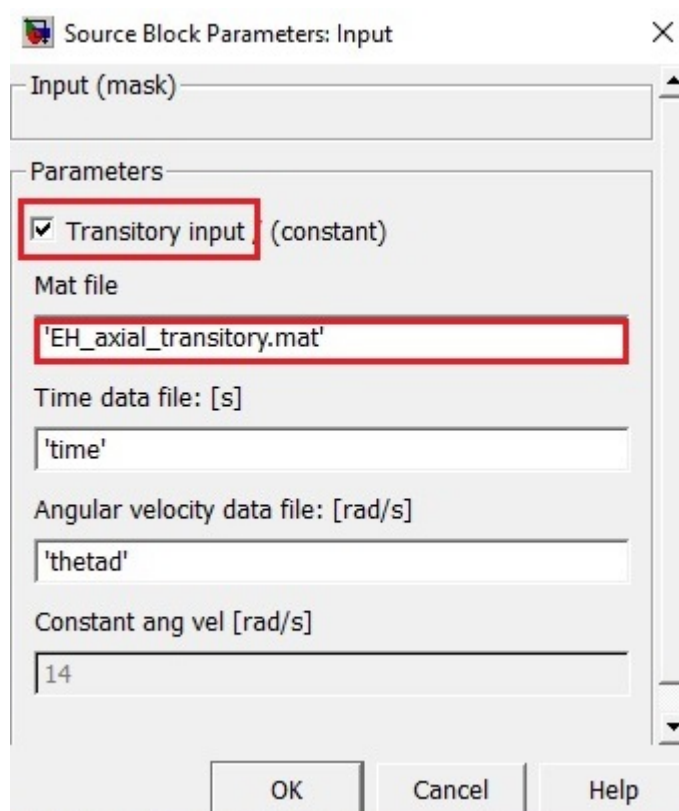 Source Block Parameters: Input
Input (mask)
Parameters
Transitory input / (constant)
Mat file
'EH_axial_transitory.mat'
Time data file: [s]
'time'
Angular velocity data file: [rad/s]
'thetad'
Constant ang vel [rad/s]
14
OK Cancel Help